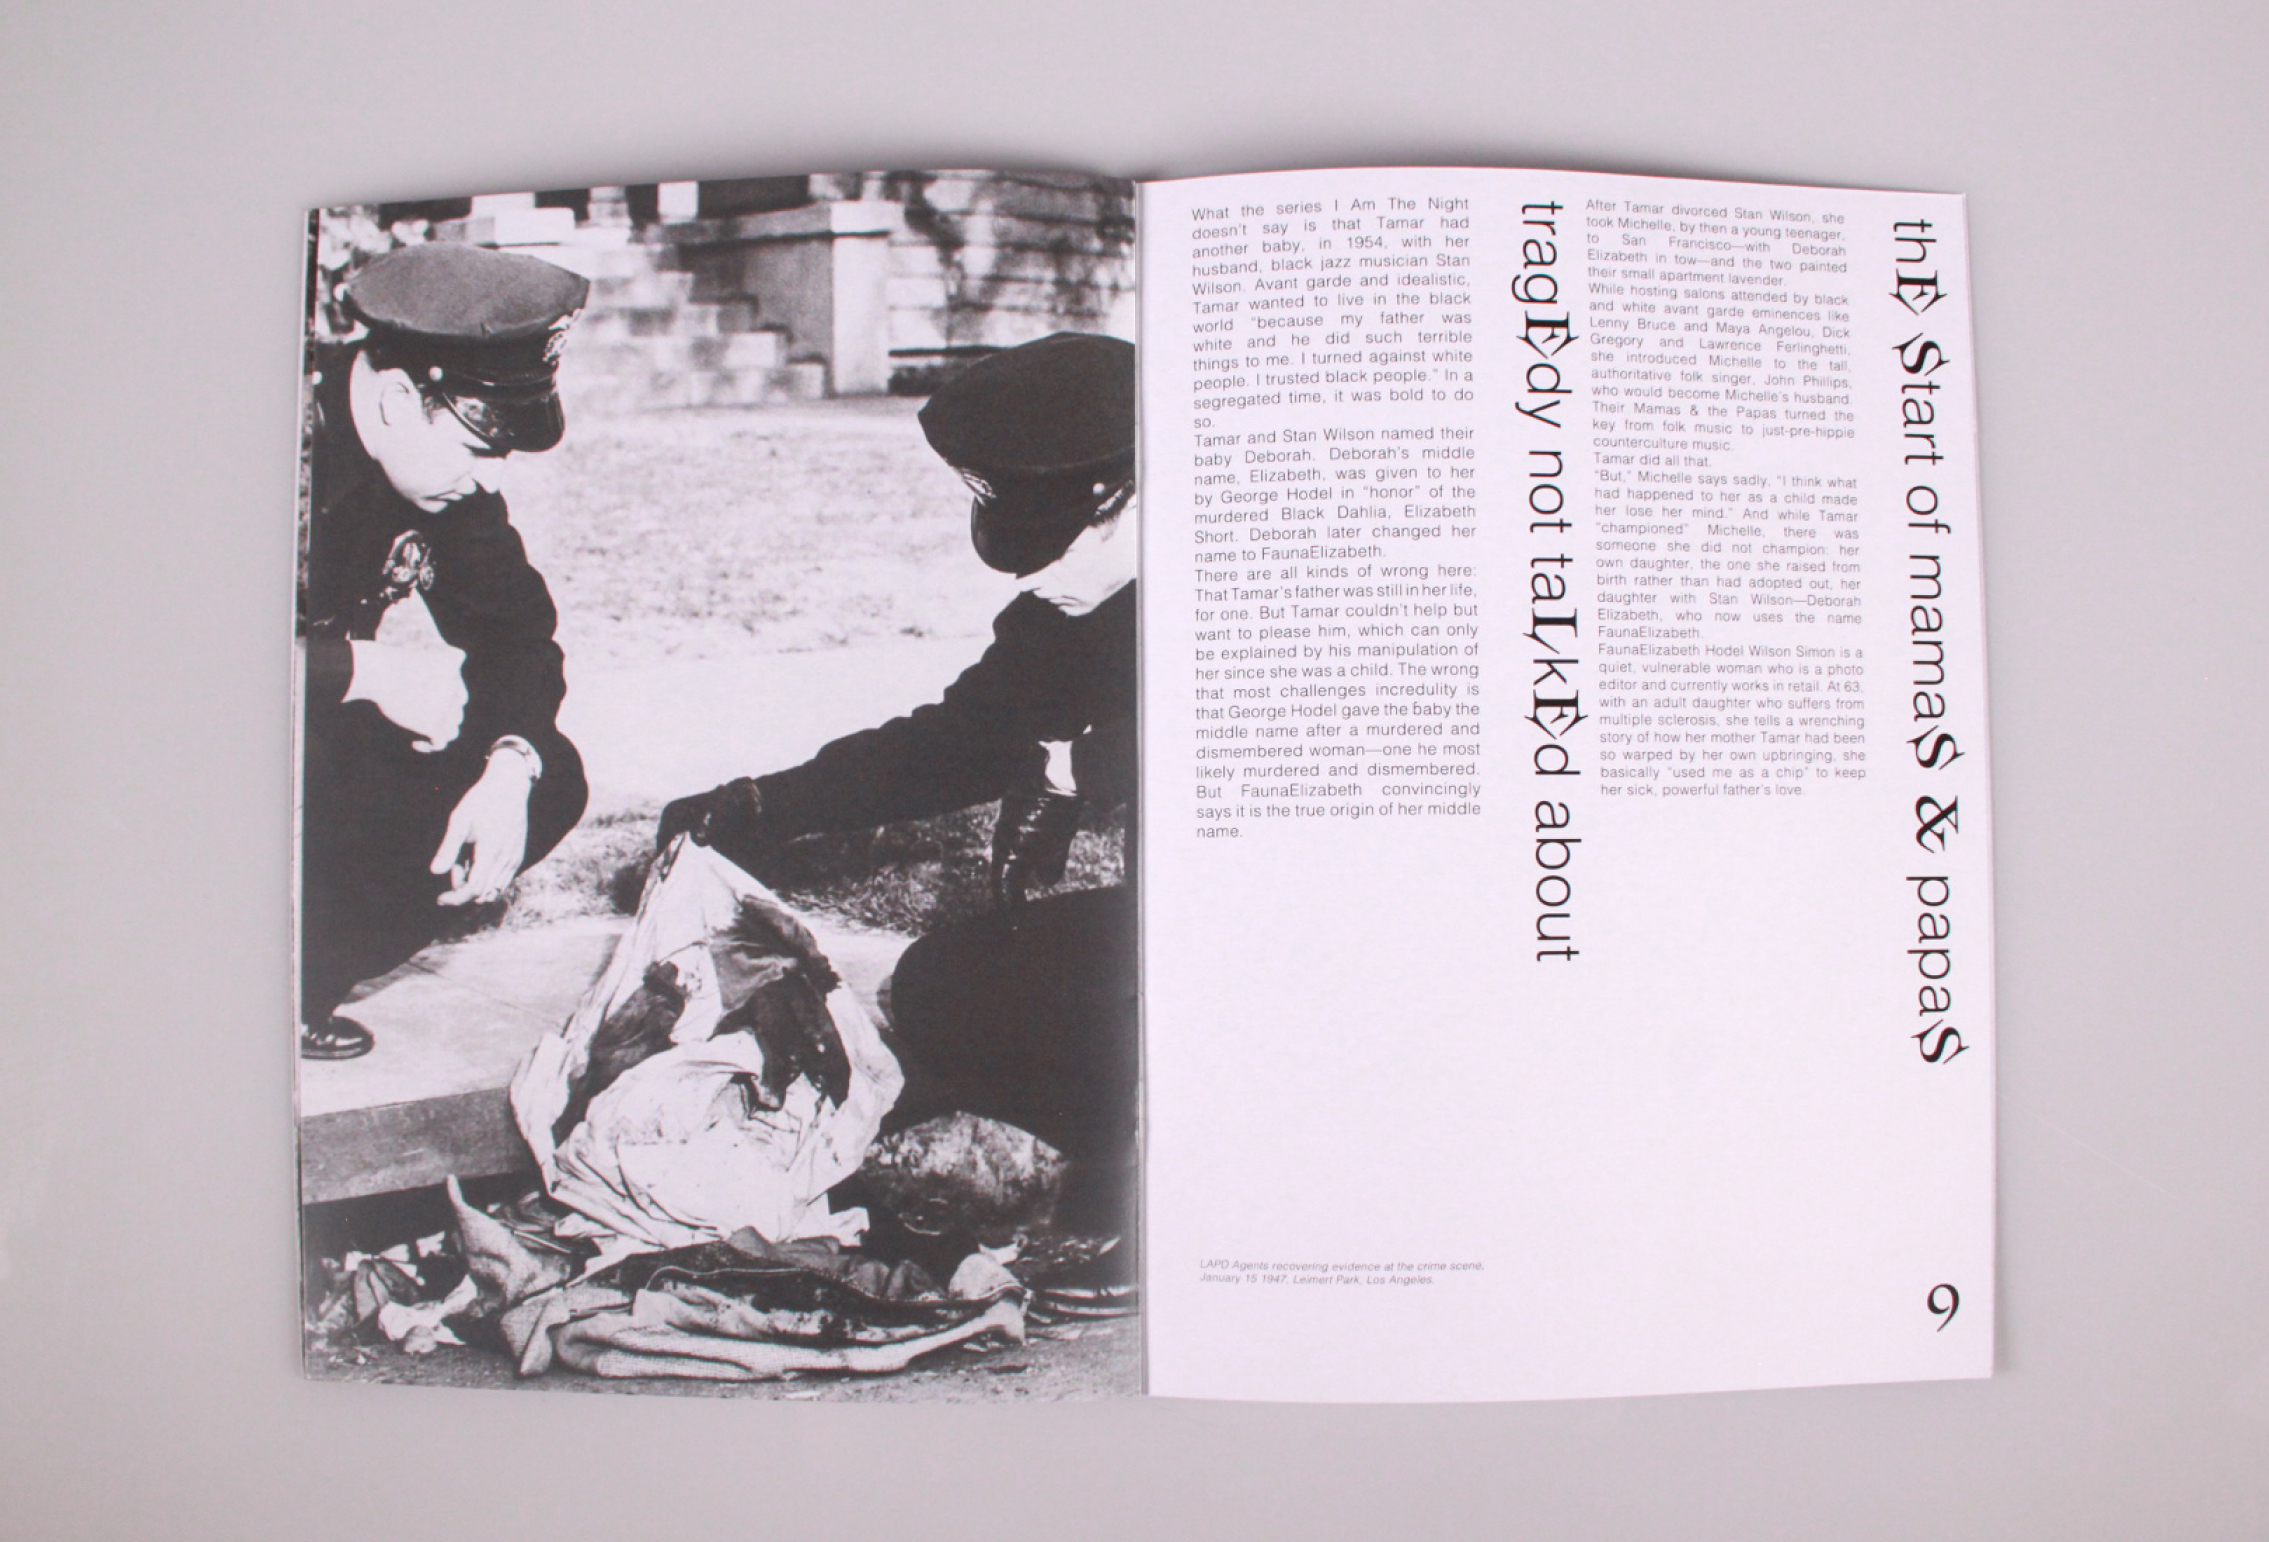 What the series I Am The Night
doesn't say is that Tamar had
another baby, in 1954, with her
husband, black jazz musician Stan
Wilson. Avant garde and idealistic,
Tamar wanted to live in the black
world "because my father was
white and he did such terrible
things to me. I turned against white
people. I trusted black people." In a
segregated time, it was bold to do
so.
Tamar and Stan Wilson named their
baby Deborah. Deborah's middle
name, Elizabeth, was given to her
by George Hodel in "honor" of the
murdered Black Dahlia, Elizabeth
Short. Deborah later changed her
name to FaunaElizabeth.
There are all kinds of wrong here:
That Tamar's father was still in her life,
for one. But Tamar couldn't help but
want to please him, which can only
be explained by his manipulation of
her since she was a child. The wrong
that most challenges incredulity is
that George Hodel gave the baby the
middle name after a murdered and
dismembered woman—one he most
likely murdered and dismembered.
But FaunaElizabeth convincingly
says it is the true origin of her middle
name.
tragEdy not taLkEd about
After Tamar divorced Stan Wilson, she
took Michelle, by then a young teenager,
to San Francisco—with Deborah
Elizabeth in tow—and the two painted
their small apartment lavender.
While hosting salons attended by black
and white avant garde eminences like
Lenny Bruce and Maya Angelou, Dick
Gregory and Lawrence Ferlinghetti,
she introduced Michelle to the tall,
authoritative folk singer, John Phillips,
who would become Michelle's husband.
Their Mamas & the Papas turned the
key from folk music to just-pre-hippie
counterculture music.
Tamar did all that.
"But," Michelle says sadly, "I think what
had happened to her as a child made
her lose her mind." And while Tamar
"championed" Michelle, there was
someone she did not champion: her
own daughter, the one she raised from
birth rather than had adopted out, her
daughter with Stan Wilson—Deborah
Elizabeth, who now uses the name
FaunaElizabeth.
FaunaElizabeth Hodel Wilson Simon is a
quiet, vulnerable woman who is a photo
editor and currently works in retail. At 63,
with an adult daughter who suffers from
multiple sclerosis, she tells a wrenching
story of how her mother Tamar had been
so warped by her own upbringing, she
basically "used me as a chip" to keep
her sick, powerful father's love.
thE Start of mamaS & papaS
LAPD Agents recovering evidence at the crime scene,
January 15 1947, Leimert Park, Los Angeles.
9